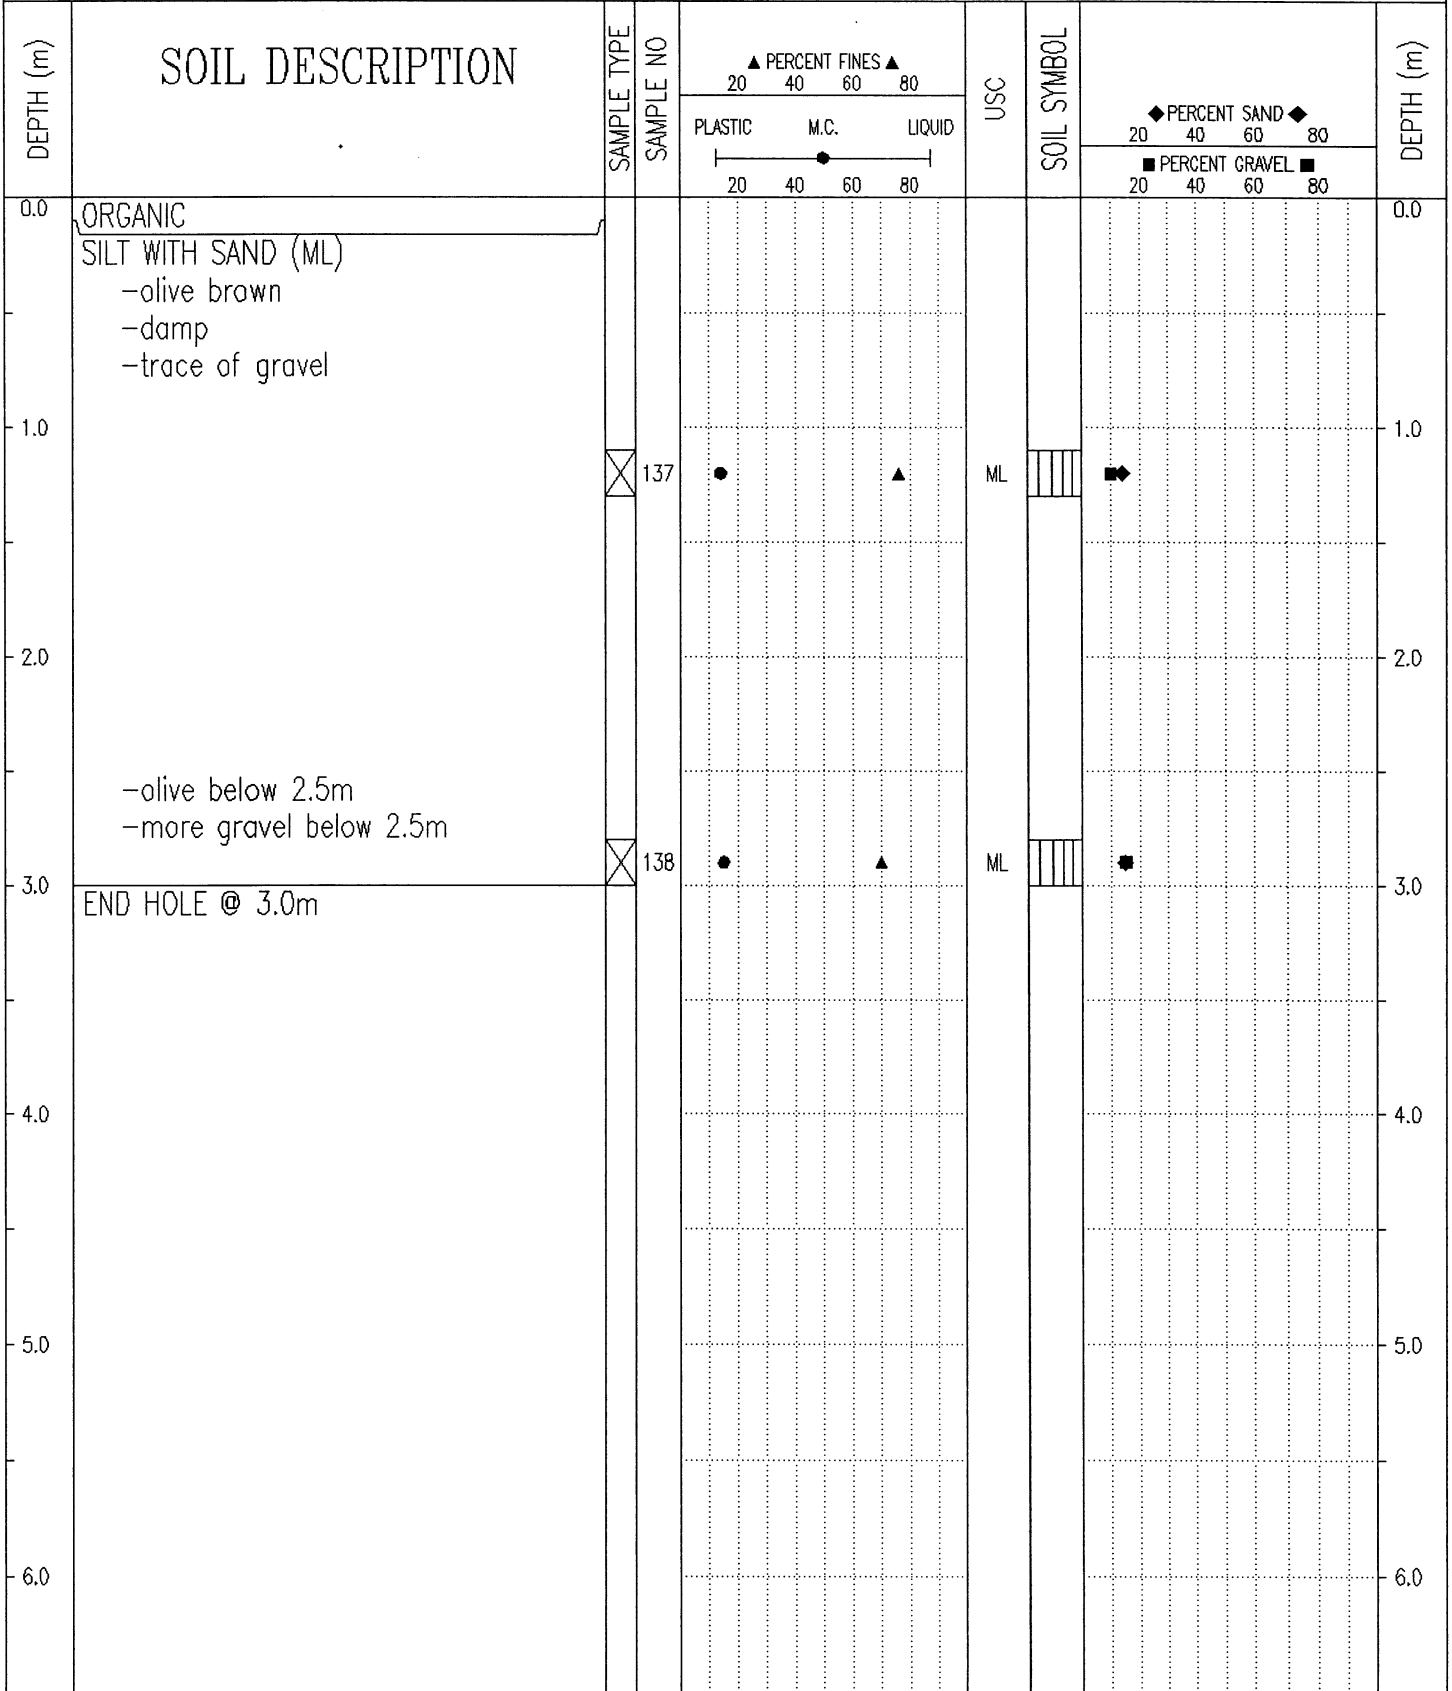 DEPTH (m)
SOIL DESCRIPTION
SAMPLE TYPE
SAMPLE NO
▲ PERCENT FINES ▲
20 40 60 80
PLASTIC M.C. LIQUID
20 40 60 80
USC
SOIL SYMBOL
◆ PERCENT SAND ◆
20 40 60 80
■ PERCENT GRAVEL ■
20 40 60 80
DEPTH (m)
0.0 ORGANIC 0.0
SILT WITH SAND (ML)
-olive brown
-damp
-trace of gravel
1.0 1.0
137 ML
2.0 2.0
-olive below 2.5m
-more gravel below 2.5m
138 ML
3.0 3.0
END HOLE @ 3.0m
4.0 4.0
5.0 5.0
6.0 6.0